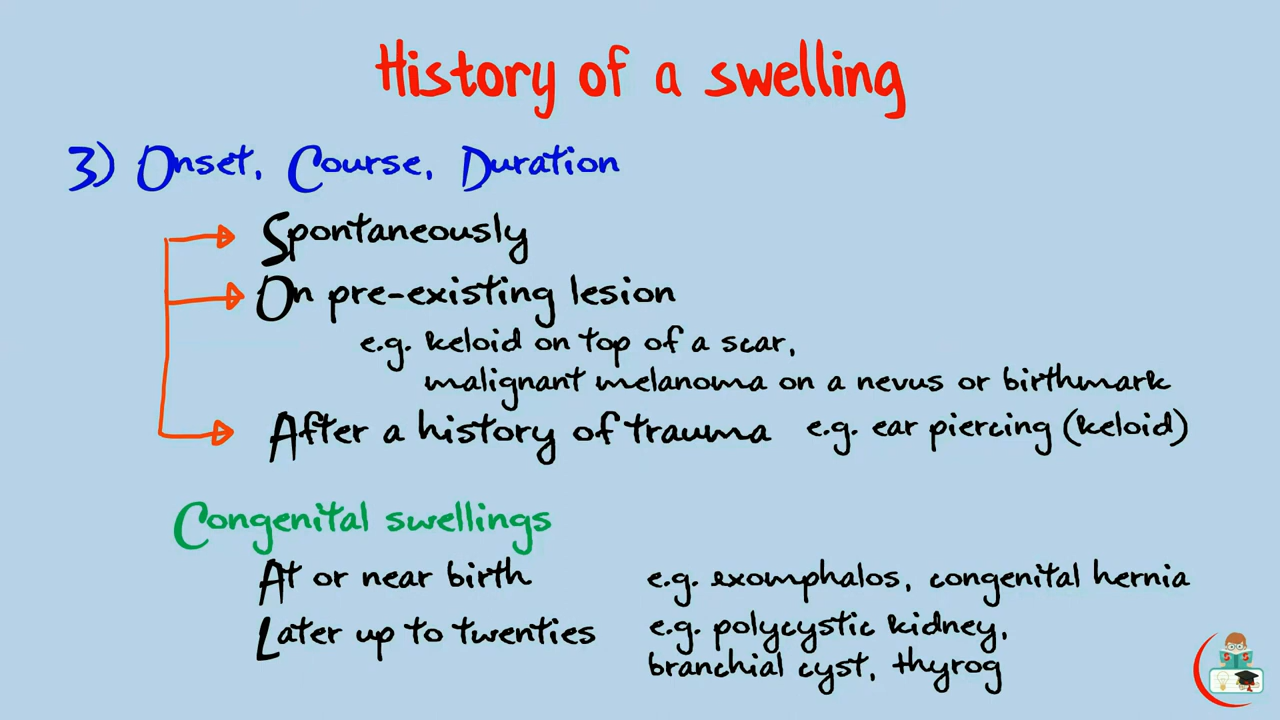 History of a swelling
3) Onset, Course, Duration
Spontaneously
On pre-existing lesion
e.g. keloid on top of a scar,
malignant melanoma on a nevus or birthmark
After a history of trauma e.g. ear piercing (keloid)
Congenital swellings
At or near birth e.g. exomphalos, congenital hernia
Later up to twenties e.g. polycystic kidney,
branchial cyst, thyrog